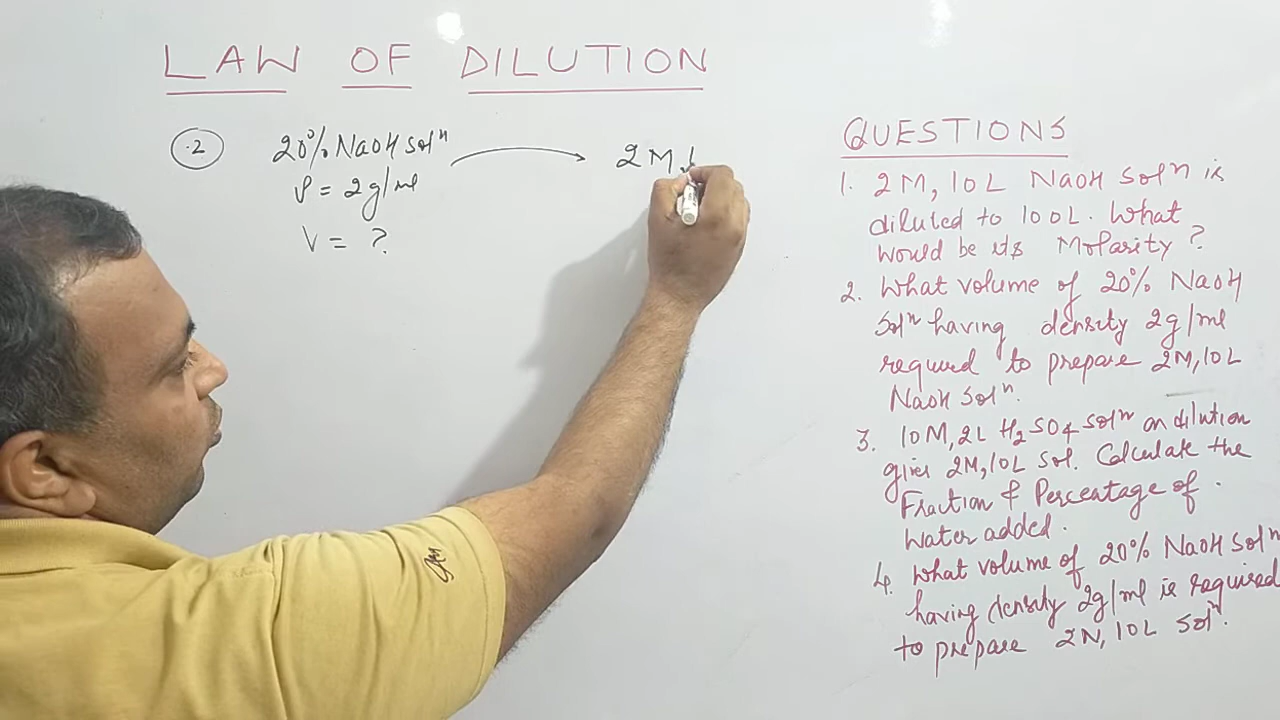 LAW OF DILUTION
2 20% NaOH solⁿ 2M,
ρ = 2g/ml
V = ?
QUESTIONS
1. 2M, 10L NaOH solⁿ is
diluted to 100L. What
would be its Molarity?
2. What volume of 20% NaOH
solⁿ having density 2g/ml
required to prepare 2M, 10L
NaOH Solⁿ.
3. 10M, 2L H₂SO₄ solⁿ on dilution
gives 2M, 10L sol. Calculate the
Fraction & Percentage of
Water added.
4. What volume of 20% NaOH solⁿ
having density 2g/ml is required
to prepare 2N, 10L solⁿ.